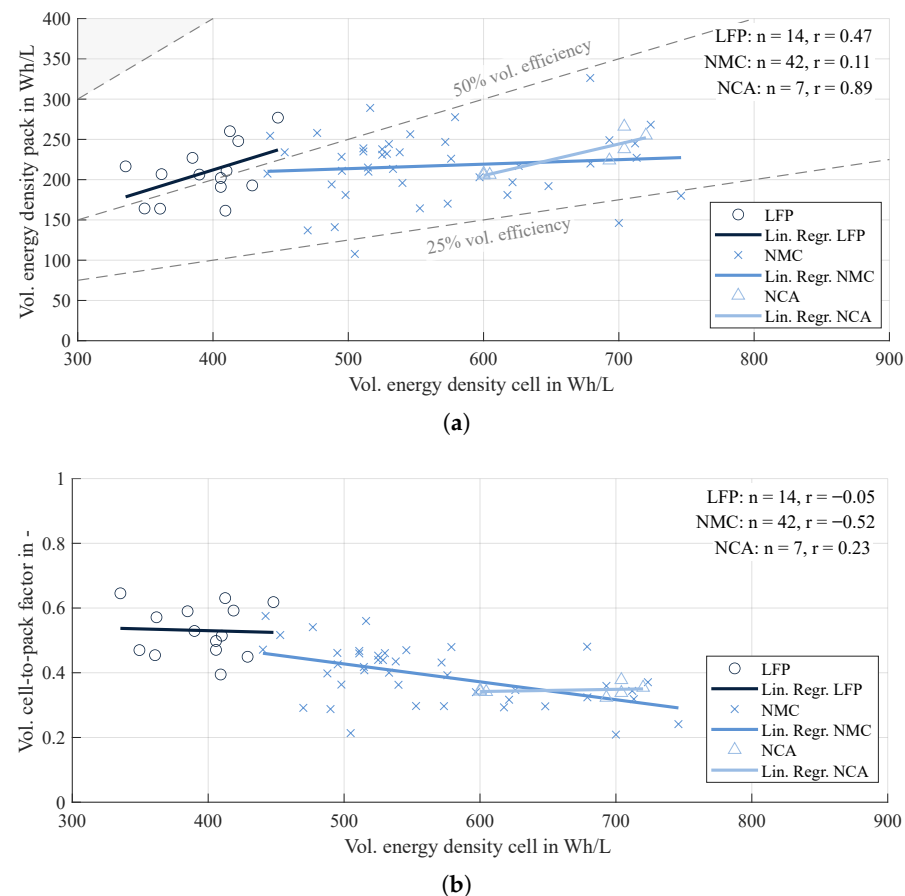 400
350
300
250
200
150
100
50
0
Vol. energy density pack in Wh/L
LFP: n = 14, r = 0.47
NMC: n = 42, r = 0.11
NCA: n = 7, r = 0.89
50% vol. efficiency
25% vol. efficiency
LFP
Lin. Regr. LFP
NMC
Lin. Regr. NMC
NCA
Lin. Regr. NCA
300 400 500 600 700 800 900
Vol. energy density cell in Wh/L
(a)
1
0.8
0.6
0.4
0.2
0
Vol. cell-to-pack factor in -
LFP: n = 14, r = −0.05
NMC: n = 42, r = −0.52
NCA: n = 7, r = 0.23
LFP
Lin. Regr. LFP
NMC
Lin. Regr. NMC
NCA
Lin. Regr. NCA
300 400 500 600 700 800 900
Vol. energy density cell in Wh/L
(b)